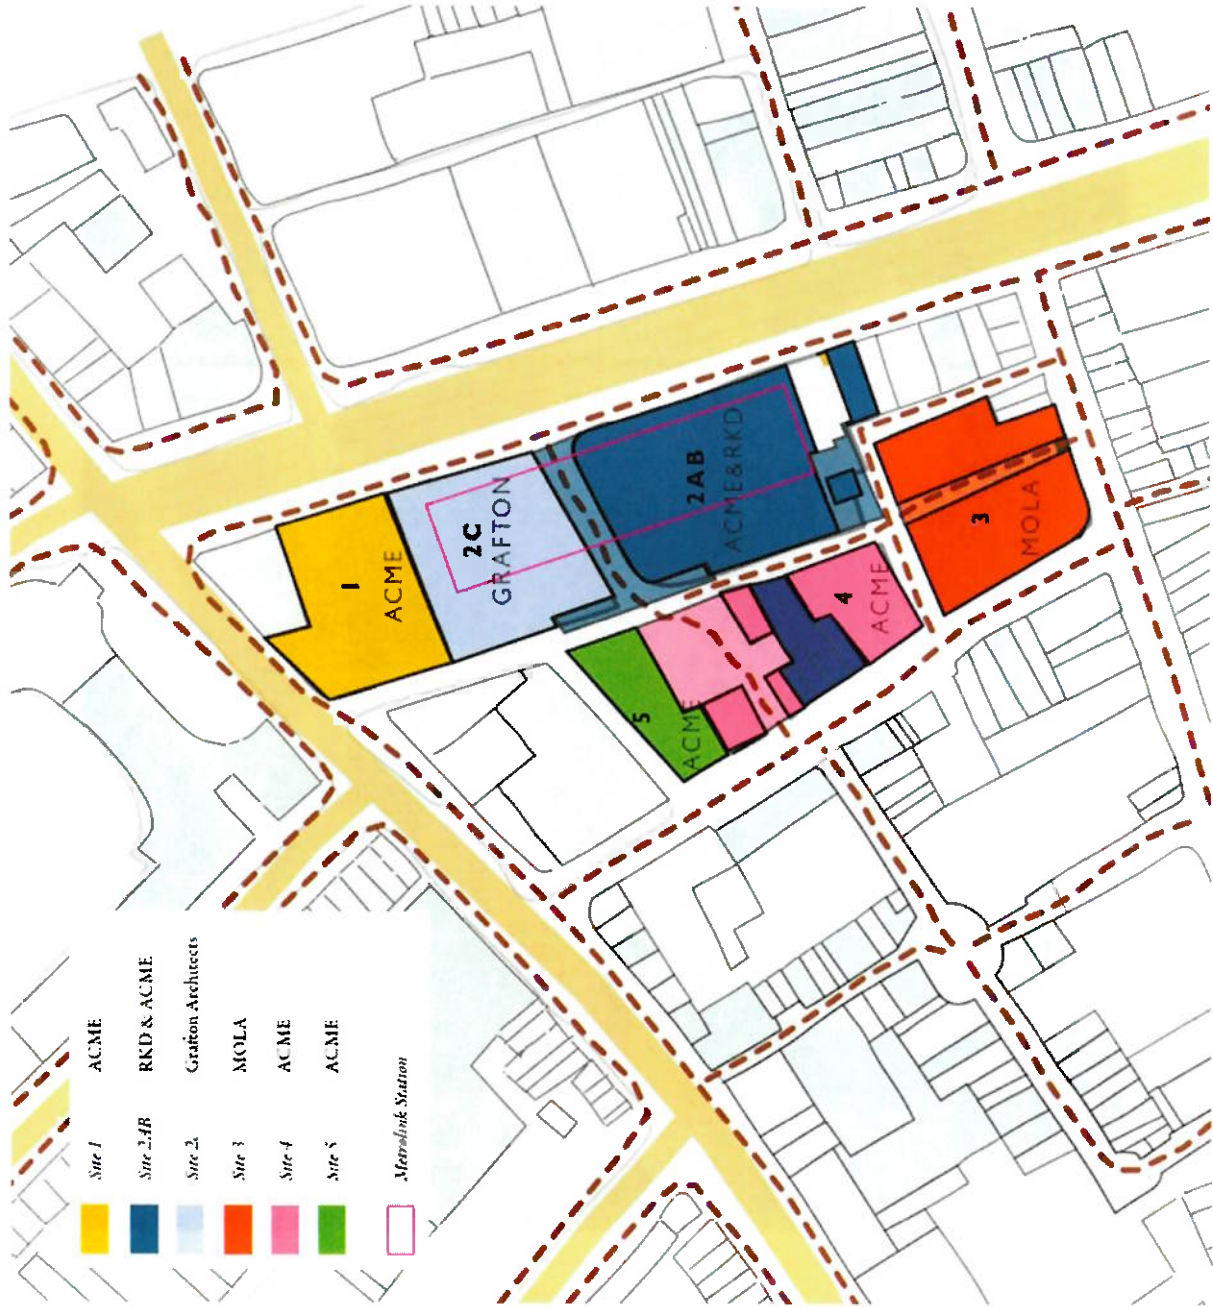 Site 1 ACME
Site 2AB RKD & ACME
Site 2 Grafton Architects
Site 3 MOLA
Site 4 ACME
Site 5 ACME
Metrolink Station
1
ACME
2C
GRAFTON
2AB
ACME&RKD
3
MOLA
4
ACME
5
ACME